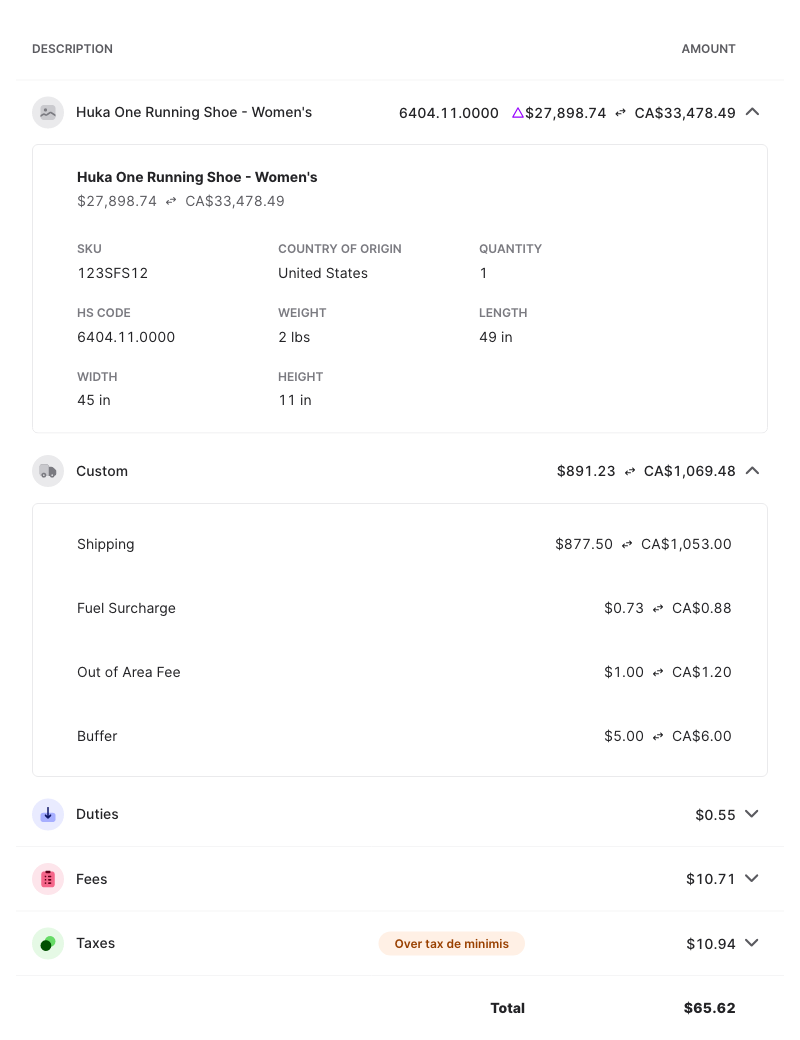 DESCRIPTION AMOUNT
Huka One Running Shoe - Women's 6404.11.0000 $27,898.74 CA$33,478.49
Huka One Running Shoe - Women's
$27,898.74 CA$33,478.49
SKU COUNTRY OF ORIGIN QUANTITY
123SFS12 United States 1
HS CODE WEIGHT LENGTH
6404.11.0000 2 lbs 49 in
WIDTH HEIGHT
45 in 11 in
Custom $891.23 CA$1,069.48
Shipping $877.50 CA$1,053.00
Fuel Surcharge $0.73 CA$0.88
Out of Area Fee $1.00 CA$1.20
Buffer $5.00 CA$6.00
Duties $0.55
Fees $10.71
Taxes Over tax de minimis $10.94
Total $65.62